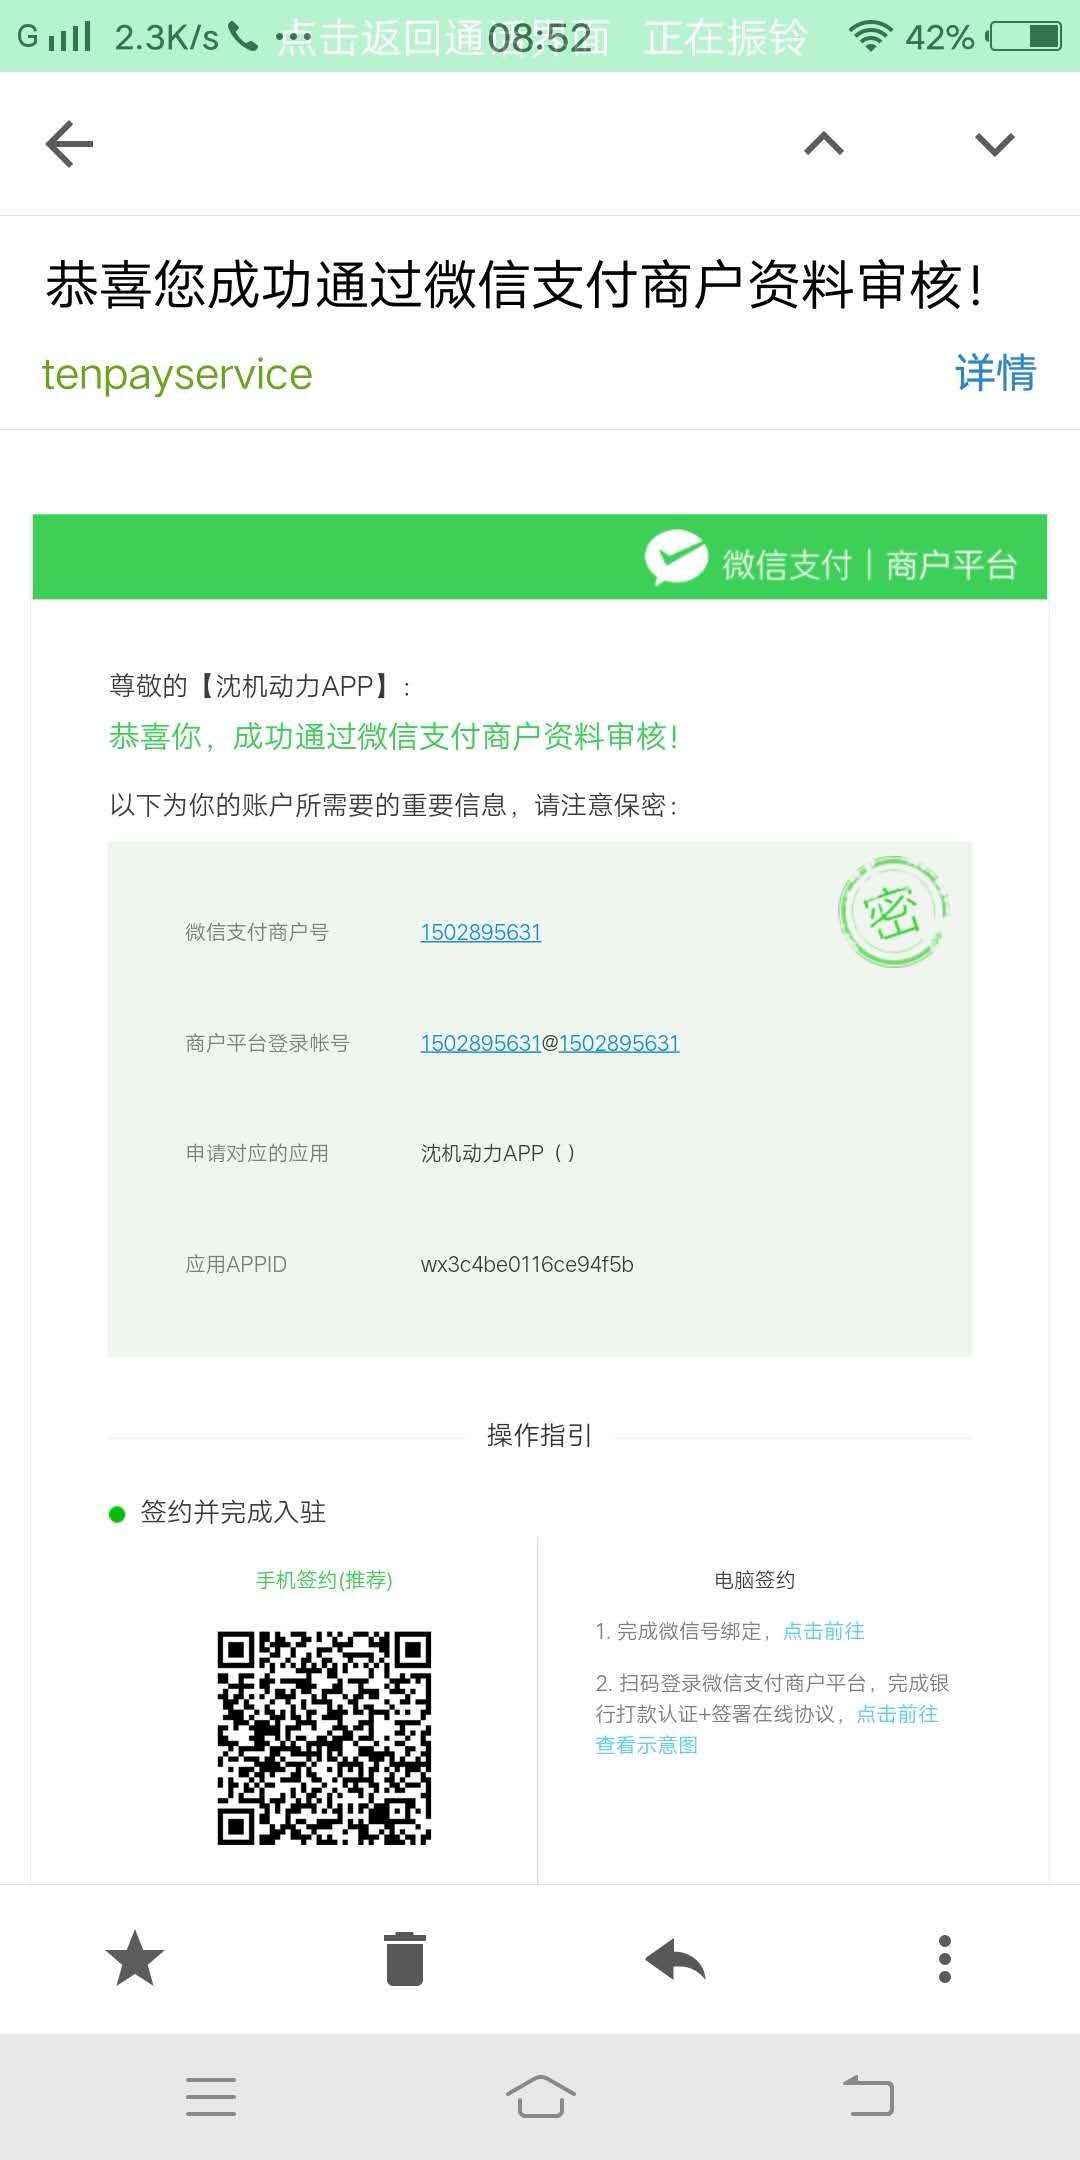 G 2.3K/s 点击返回通话界面 正在振铃 08:52 42%
恭喜您成功通过微信支付商户资料审核！
tenpayservice 详情
微信支付 | 商户平台
尊敬的【沈机动力APP】：
恭喜你，成功通过微信支付商户资料审核！
以下为你的账户所需要的重要信息，请注意保密：
密
微信支付商户号 1502895631
商户平台登录帐号 1502895631@1502895631
申请对应的应用 沈机动力APP（）
应用APPID wx3c4be0116ce94f5b
操作指引
签约并完成入驻
手机签约(推荐)
电脑签约
1. 完成微信号绑定，点击前往
2. 扫码登录微信支付商户平台，完成银
行打款认证+签署在线协议，点击前往
查看示意图